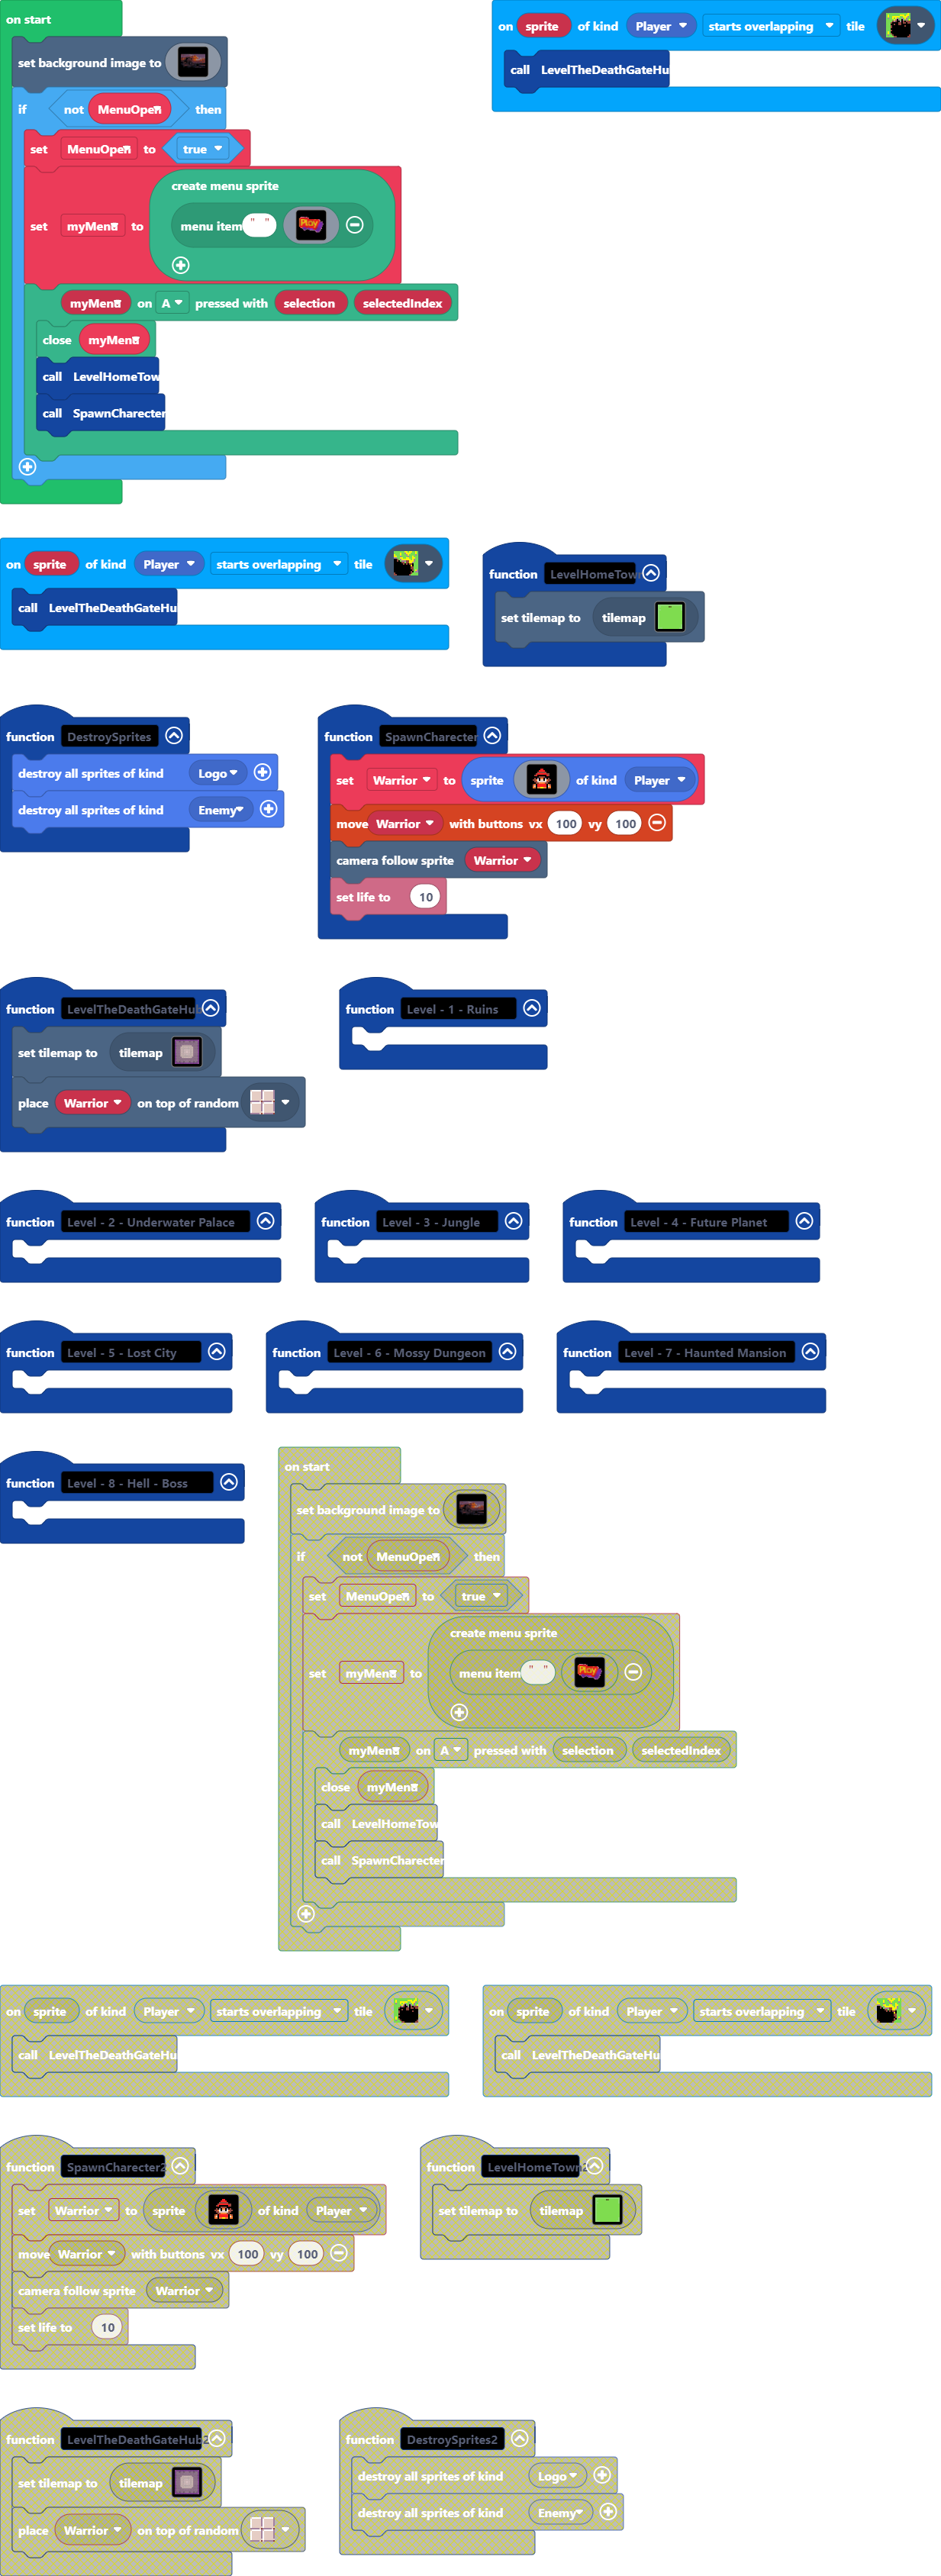 on start
set background image to
if not MenuOpen then
set MenuOpen to true
set myMenu to create menu sprite
menu item " " Play
myMenu on A pressed with selection selectedIndex
close myMenu
call LevelHomeTow
call SpawnCharecter
on sprite of kind Player starts overlapping tile
call LevelTheDeathGateHu
on sprite of kind Player starts overlapping tile
call LevelTheDeathGateHu
function LevelHomeTow
set tilemap to tilemap
function DestroySprites
destroy all sprites of kind Logo
destroy all sprites of kind Enemy
function SpawnCharecter
set Warrior to sprite of kind Player
move Warrior with buttons vx 100 vy 100
camera follow sprite Warrior
set life to 10
function LevelTheDeathGateHub
set tilemap to tilemap
place Warrior on top of random
function Level - 1 - Ruins
function Level - 2 - Underwater Palace
function Level - 3 - Jungle
function Level - 4 - Future Planet
function Level - 5 - Lost City
function Level - 6 - Mossy Dungeon
function Level - 7 - Haunted Mansion
function Level - 8 - Hell - Boss
on start
set background image to
if not MenuOpen then
set MenuOpen to true
set myMenu to create menu sprite
menu item " " Play
myMenu on A pressed with selection selectedIndex
close myMenu
call LevelHomeTow
call SpawnCharecter
on sprite of kind Player starts overlapping tile
call LevelTheDeathGateHu
on sprite of kind Player starts overlapping tile
call LevelTheDeathGateHu
function SpawnCharecter2
set Warrior to sprite of kind Player
move Warrior with buttons vx 100 vy 100
camera follow sprite Warrior
set life to 10
function LevelHomeTown2
set tilemap to tilemap
function LevelTheDeathGateHub2
set tilemap to tilemap
place Warrior on top of random
function DestroySprites2
destroy all sprites of kind Logo
destroy all sprites of kind Enemy